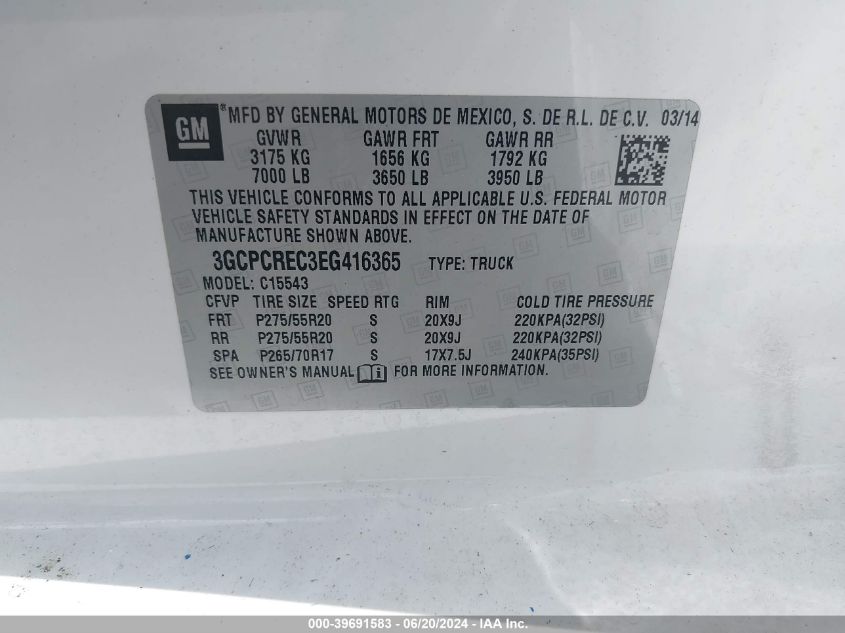 GM
® MFD BY GENERAL MOTORS DE MEXICO, S. DE R.L. DE C.V. 03/14
GVWR GAWR FRT GAWR RR
3175 KG 1656 KG 1792 KG
7000 LB 3650 LB 3950 LB
THIS VEHICLE CONFORMS TO ALL APPLICABLE U.S. FEDERAL MOTOR
VEHICLE SAFETY STANDARDS IN EFFECT ON THE DATE OF
MANUFACTURE SHOWN ABOVE.
3GCPCREC3EG416365 TYPE: TRUCK
MODEL: C15543
CFVP TIRE SIZE SPEED RTG RIM COLD TIRE PRESSURE
FRT P275/55R20 S 20X9J 220KPA(32PSI)
RR P275/55R20 S 20X9J 220KPA(32PSI)
SPA P265/70R17 S 17X7.5J 240KPA(35PSI)
SEE OWNER'S MANUAL i FOR MORE INFORMATION.
000-39691583 - 06/20/2024 - IAA Inc.